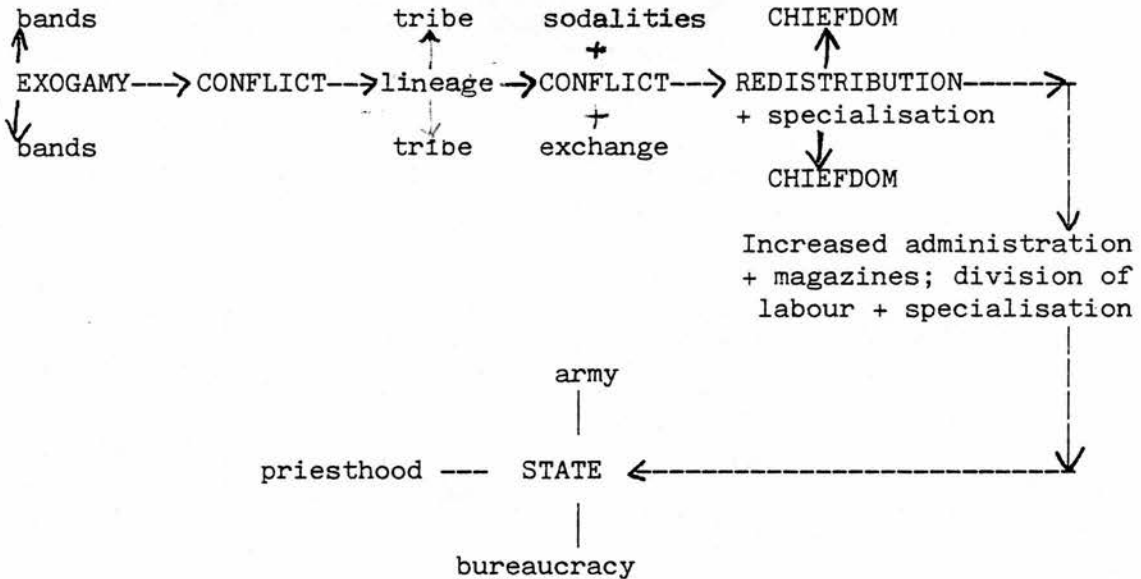 bands tribe sodalities CHIEFDOM
+
EXOGAMY---> CONFLICT--->lineage ->CONFLICT---> REDISTRIBUTION------->
+ + specialisation
bands tribe exchange
CHIEFDOM
Increased administration
+ magazines; division of
labour + specialisation
army
priesthood --- STATE
bureaucracy